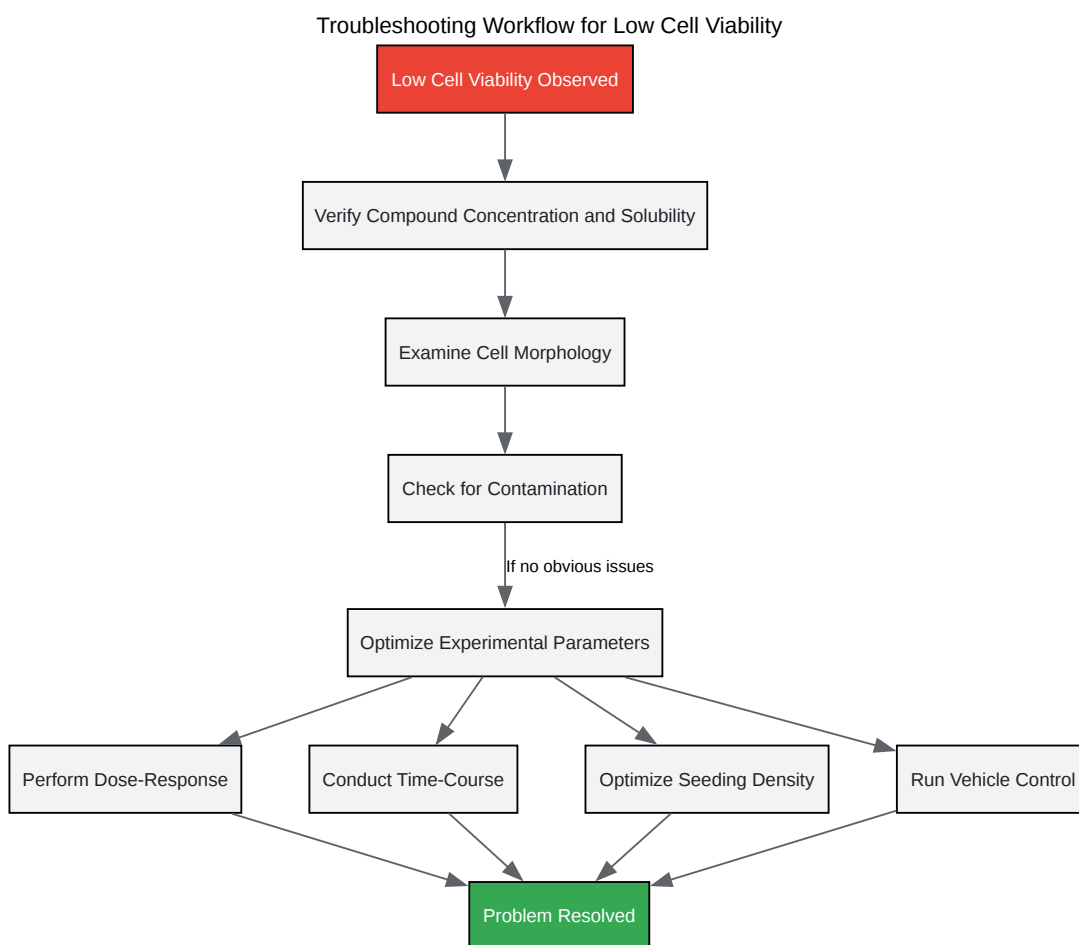 Troubleshooting Workflow for Low Cell Viability
Low Cell Viability Observed
Verify Compound Concentration and Solubility
Examine Cell Morphology
Check for Contamination
If no obvious issues
Optimize Experimental Parameters
Perform Dose-Response
Conduct Time-Course
Optimize Seeding Density
Run Vehicle Control
Problem Resolved